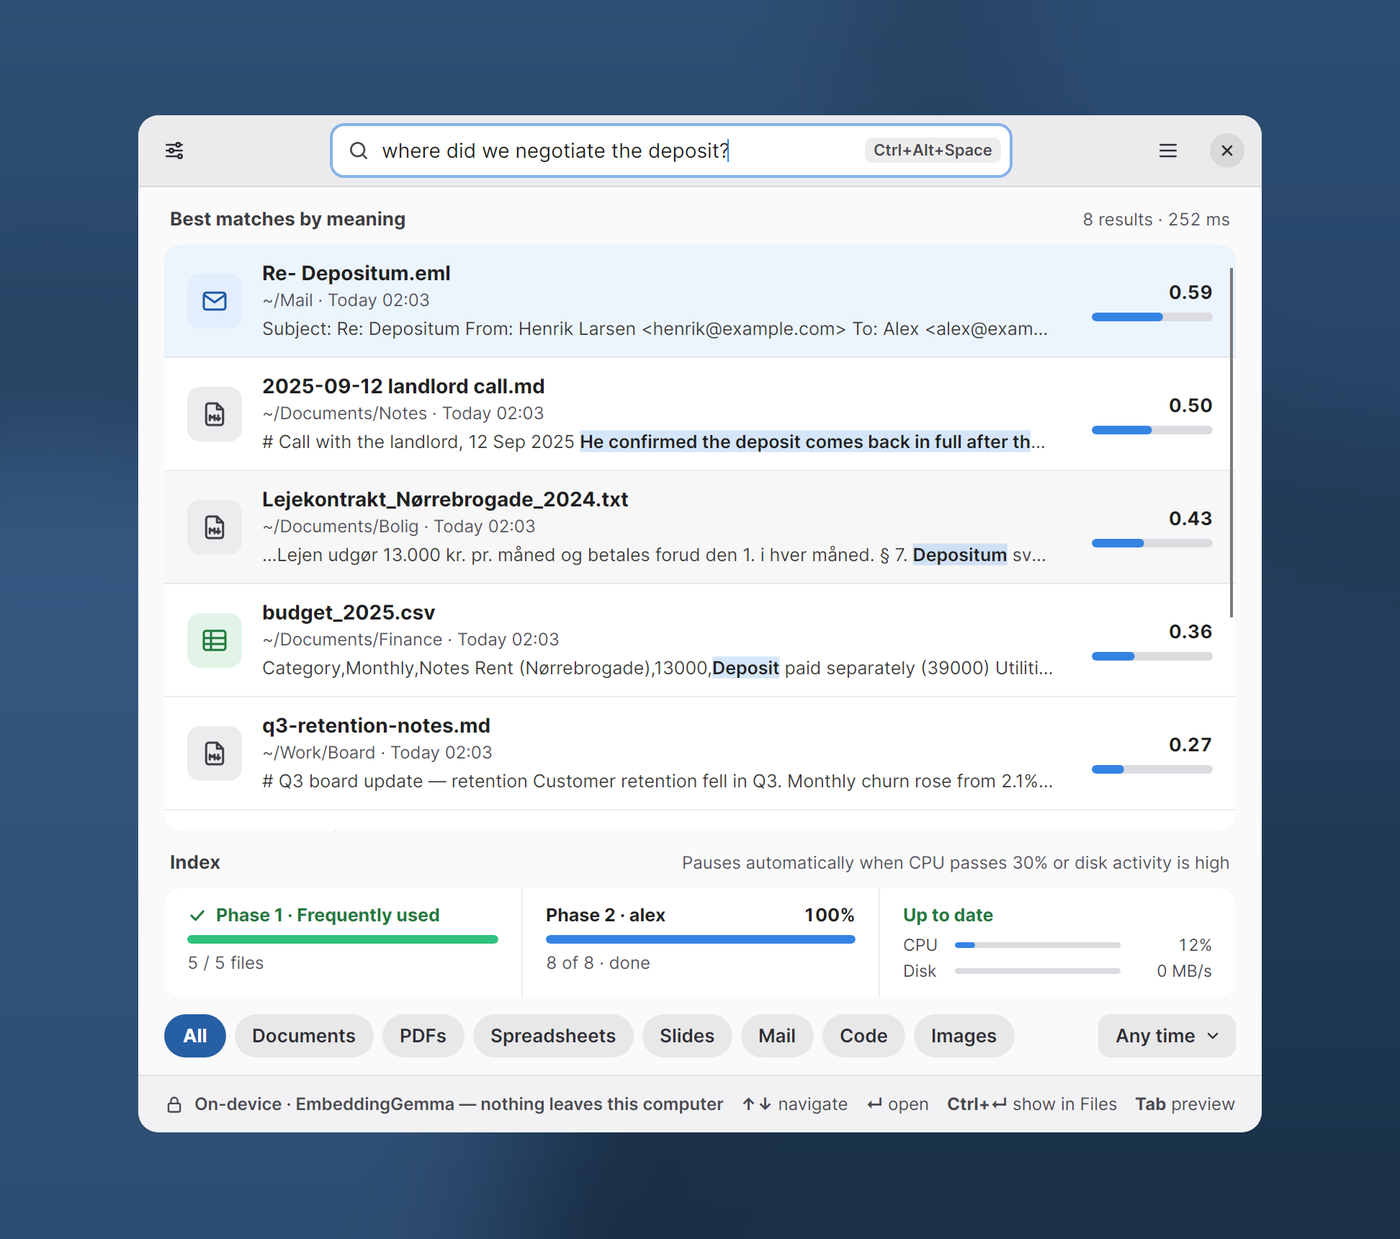 where did we negotiate the deposit?
Ctrl+Alt+Space
Best matches by meaning
8 results · 252 ms
Re- Depositum.eml
~/Mail · Today 02:03
Subject: Re: Depositum From: Henrik Larsen <henrik@example.com> To: Alex <alex@exam...
0.59
2025-09-12 landlord call.md
~/Documents/Notes · Today 02:03
# Call with the landlord, 12 Sep 2025 He confirmed the deposit comes back in full after th...
0.50
Lejekontrakt_Nørrebrogade_2024.txt
~/Documents/Bolig · Today 02:03
...Lejen udgør 13.000 kr. pr. måned og betales forud den 1. i hver måned. § 7. Depositum sv...
0.43
budget_2025.csv
~/Documents/Finance · Today 02:03
Category,Monthly,Notes Rent (Nørrebrogade),13000,Deposit paid separately (39000) Utiliti...
0.36
q3-retention-notes.md
~/Work/Board · Today 02:03
# Q3 board update — retention Customer retention fell in Q3. Monthly churn rose from 2.1%...
0.27
Index
Pauses automatically when CPU passes 30% or disk activity is high
Phase 1 · Frequently used
5 / 5 files
Phase 2 · alex
100%
8 of 8 · done
Up to date
CPU
12%
Disk
0 MB/s
All
Documents
PDFs
Spreadsheets
Slides
Mail
Code
Images
Any time
On-device · EmbeddingGemma — nothing leaves this computer
↑↓ navigate
↵ open
Ctrl+↵ show in Files
Tab preview